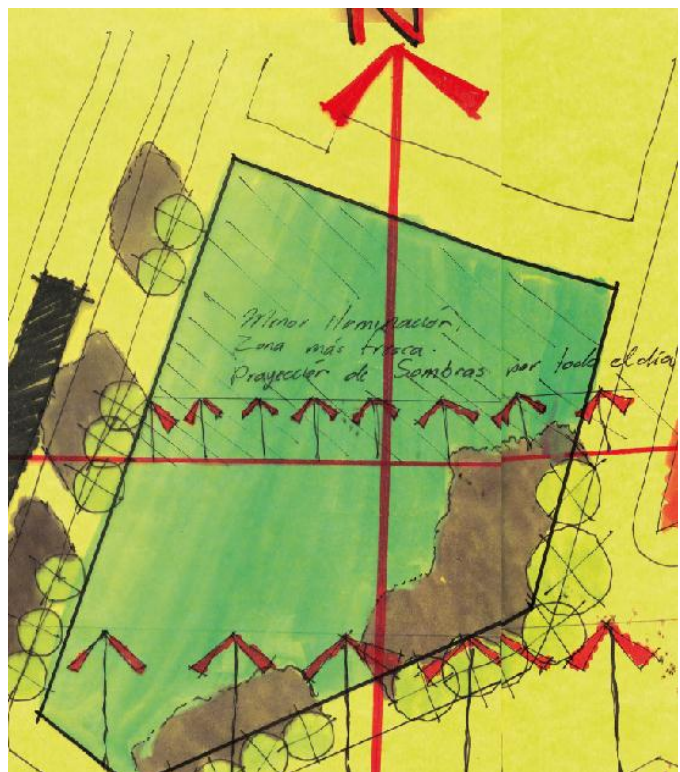 N
Menor Iluminación,
Zona más fresca.
Proyección de Sombras por todo el día